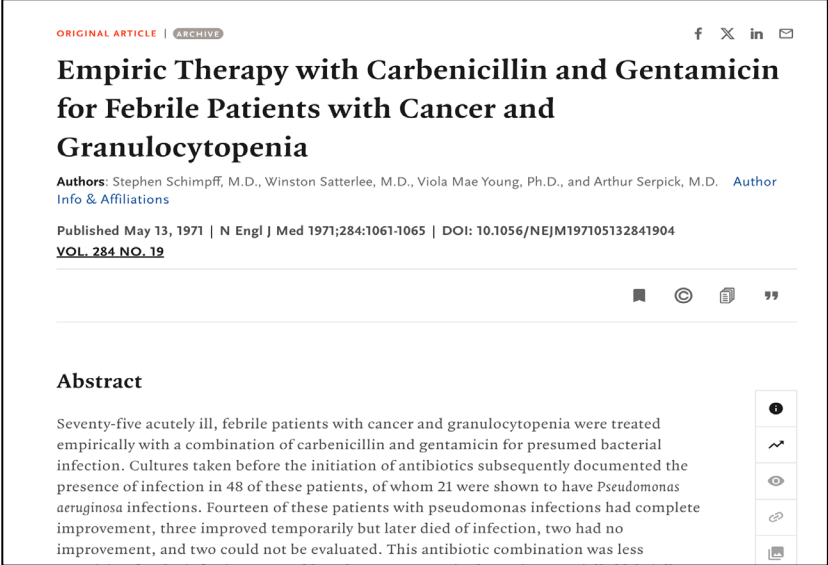 ORIGINAL ARTICLE | ARCHIVE
Empiric Therapy with Carbenicillin and Gentamicin
for Febrile Patients with Cancer and
Granulocytopenia
Authors: Stephen Schimpff, M.D., Winston Satterlee, M.D., Viola Mae Young, Ph.D., and Arthur Serpick, M.D. Author
Info & Affiliations
Published May 13, 1971 | N Engl J Med 1971;284:1061-1065 | DOI: 10.1056/NEJM197105132841904
VOL. 284 NO. 19
Abstract
Seventy-five acutely ill, febrile patients with cancer and granulocytopenia were treated
empirically with a combination of carbenicillin and gentamicin for presumed bacterial
infection. Cultures taken before the initiation of antibiotics subsequently documented the
presence of infection in 48 of these patients, of whom 21 were shown to have Pseudomonas
aeruginosa infections. Fourteen of these patients with pseudomonas infections had complete
improvement, three improved temporarily but later died of infection, two had no
improvement, and two could not be evaluated. This antibiotic combination was less